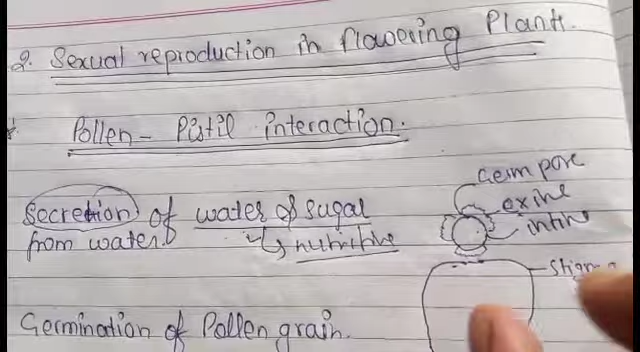 2. Sexual reproduction in flowering Plant.
Pollen - Pistil interaction.
Germ pore
exine
intine
Secretion of water of sugar
from water.
nutritive
Germination of Pollen grain.